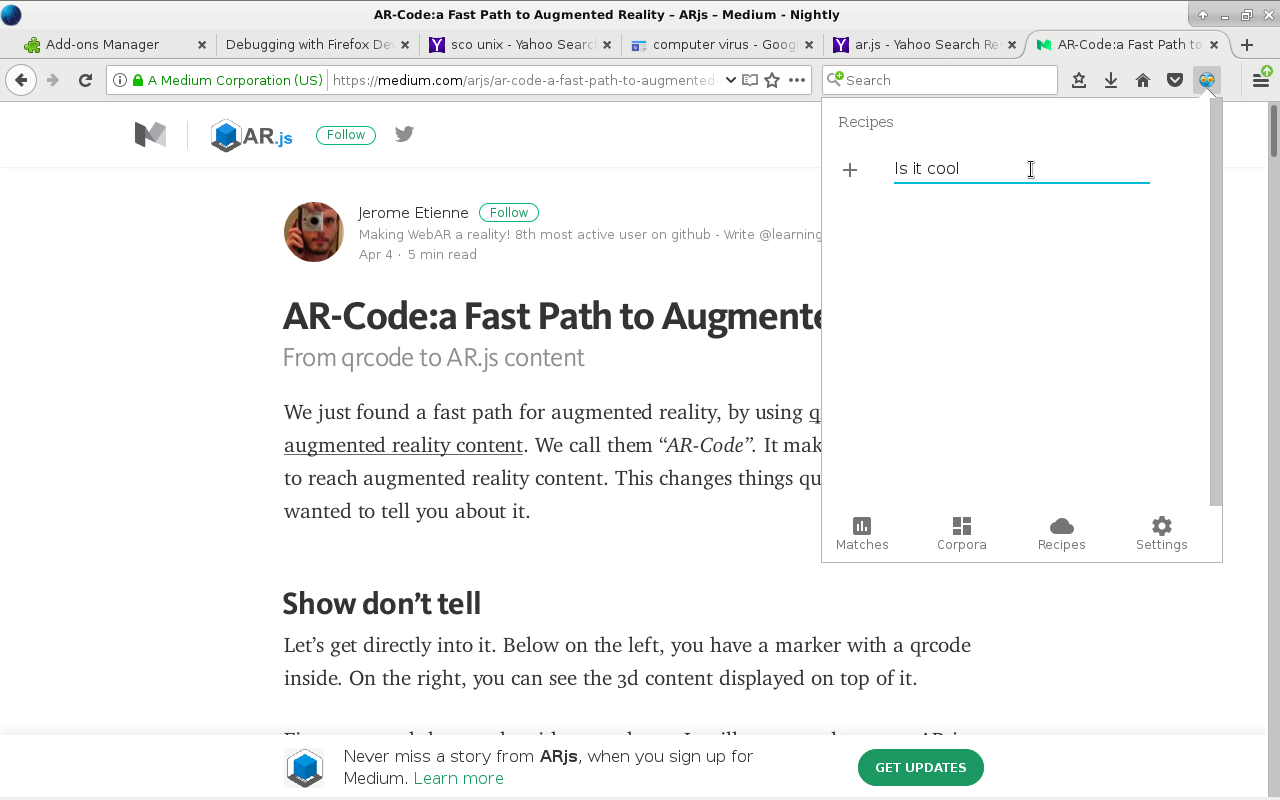 AR-Code:a Fast Path to Augmented Reality – ARjs – Medium - Nightly
Add-ons Manager
Debugging with Firefox De
sco unix - Yahoo Searc
computer virus - Goog
ar.js - Yahoo Search Re
AR-Code:a Fast Path to
A Medium Corporation (US)
https://medium.com/arjs/ar-code-a-fast-path-to-augmented-
Search
AR.js
Follow
Recipes
Is it cool
Jerome Etienne
Follow
Making WebAR a reality! 8th most active user on github - Write @learning
Apr 4 · 5 min read
AR-Code:a Fast Path to Augmente
From qrcode to AR.js content
We just found a fast path for augmented reality, by using q
augmented reality content. We call them “AR-Code”. It mak
to reach augmented reality content. This changes things qu
wanted to tell you about it.
Matches
Corpora
Recipes
Settings
Show don’t tell
Let’s get directly into it. Below on the left, you have a marker with a qrcode
inside. On the right, you can see the 3d content displayed on top of it.
Never miss a story from ARjs, when you sign up for
Medium. Learn more
GET UPDATES